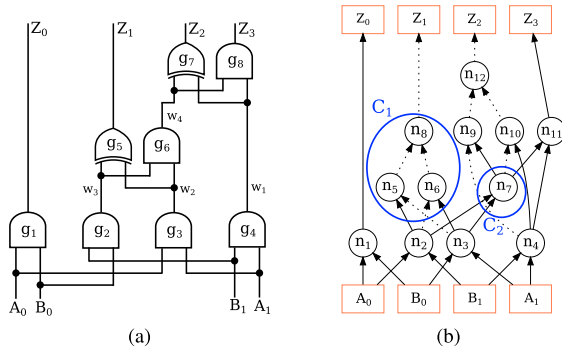 Z₀ Z₁ Z₂ Z₃
g₇ g₈
w₄
g₅ g₆
w₃ w₂ w₁
g₁ g₂ g₃ g₄
A₀ B₀ B₁ A₁
(a)
Z₀ Z₁ Z₂ Z₃
n₁₂
C₁
n₈ n₉ n₁₀ n₁₁
n₅ n₆ n₇
C₂
n₁ n₂ n₃ n₄
A₀ B₀ B₁ A₁
(b)